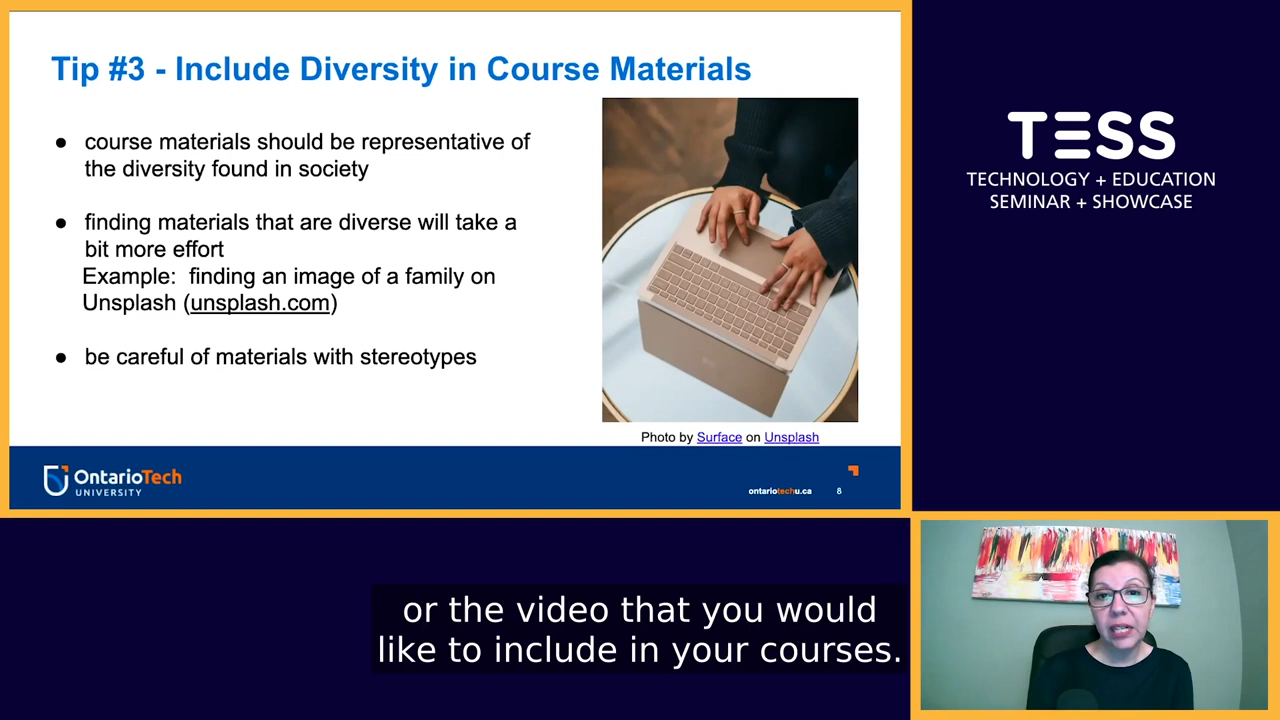 Tip #3 - Include Diversity in Course Materials
● course materials should be representative of
the diversity found in society
● finding materials that are diverse will take a
bit more effort
Example: finding an image of a family on
Unsplash (unsplash.com)
● be careful of materials with stereotypes
Photo by Surface on Unsplash
OntarioTech
UNIVERSITY
ontariotechu.ca 8
TESS
TECHNOLOGY + EDUCATION
SEMINAR + SHOWCASE
or the video that you would
like to include in your courses.